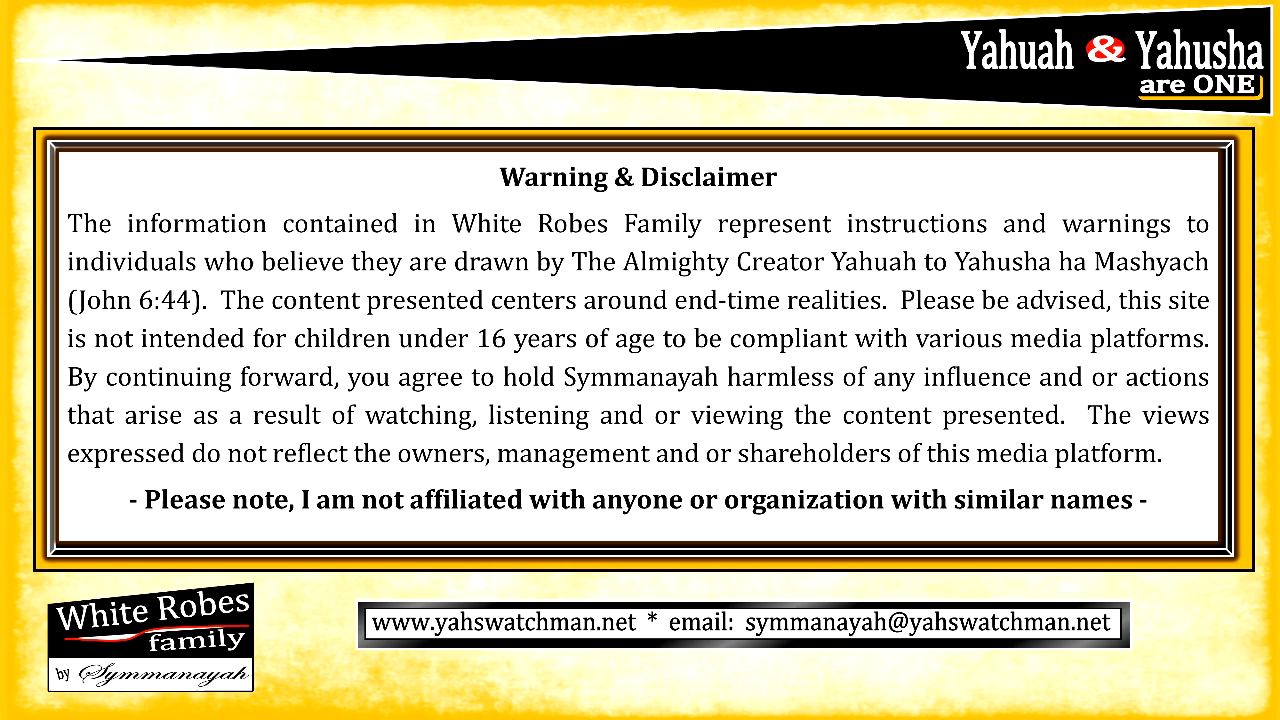 Yahuah & Yahusha
are ONE
Warning & Disclaimer
The information contained in White Robes Family represent instructions and warnings to
individuals who believe they are drawn by The Almighty Creator Yahuah to Yahusha ha Mashyach
(John 6:44). The content presented centers around end-time realities. Please be advised, this site
is not intended for children under 16 years of age to be compliant with various media platforms.
By continuing forward, you agree to hold Symmanayah harmless of any influence and or actions
that arise as a result of watching, listening and or viewing the content presented. The views
expressed do not reflect the owners, management and or shareholders of this media platform.
- Please note, I am not affiliated with anyone or organization with similar names -
White Robes
family
by Symmanayah
www.yahswatchman.net * email: symmanayah@yahswatchman.net